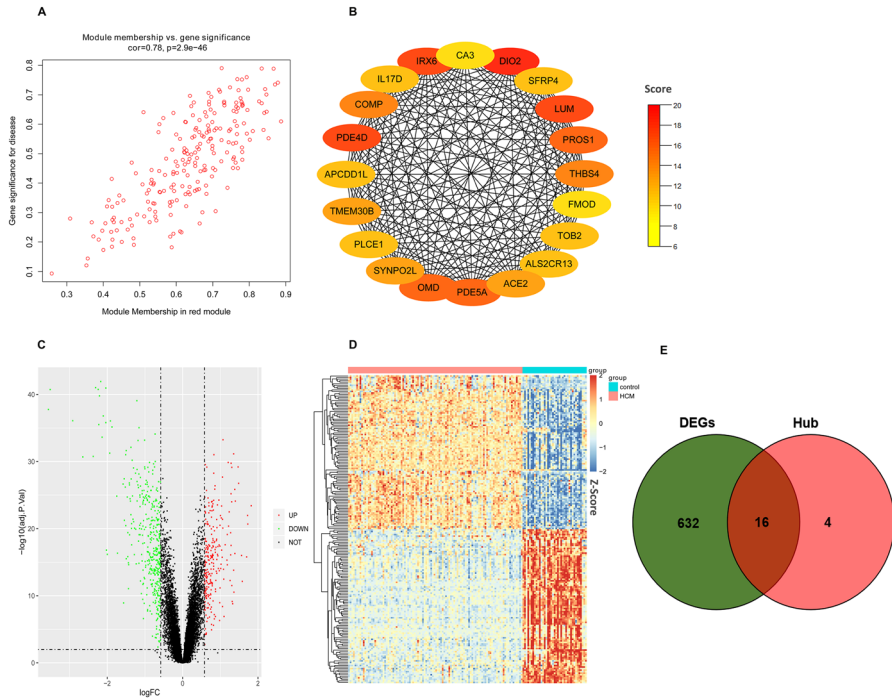 A
Module membership vs. gene significance
cor=0.78, p=2.9e-46
Gene significance for disease
0.8
0.7
0.6
0.5
0.4
0.3
0.2
0.1
0.3
0.4
0.5
0.6
0.7
0.8
0.9
Module Membership in red module
B
CA3
IRX6
DIO2
IL17D
SFRP4
COMP
LUM
PDE4D
PROS1
APCDD1L
THBS4
TMEM30B
FMOD
PLCE1
TOB2
SYNPO2L
ALS2CR13
OMD
PDE5A
ACE2
Score
20
18
16
14
12
10
8
6
C
−log10(adj.P.Val)
40
30
20
10
0
-4
-2
0
2
logFC
UP
DOWN
NOT
D
group
2
1
0
-1
-2
Z-Score
group
control
HCM
E
DEGs
Hub
632
16
4